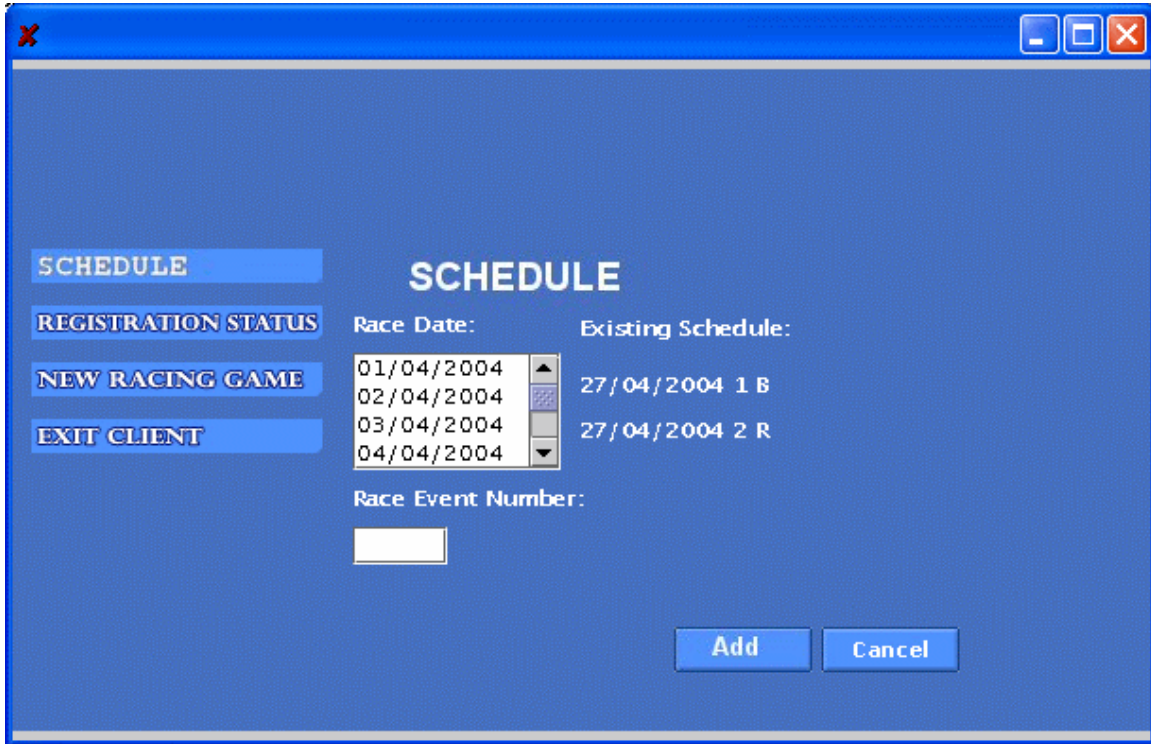 SCHEDULE
REGISTRATION STATUS
NEW RACING GAME
EXIT CLIENT
SCHEDULE
Race Date:
01/04/2004
02/04/2004
03/04/2004
04/04/2004
Existing Schedule:
27/04/2004 1 B
27/04/2004 2 R
Race Event Number:
Add
Cancel